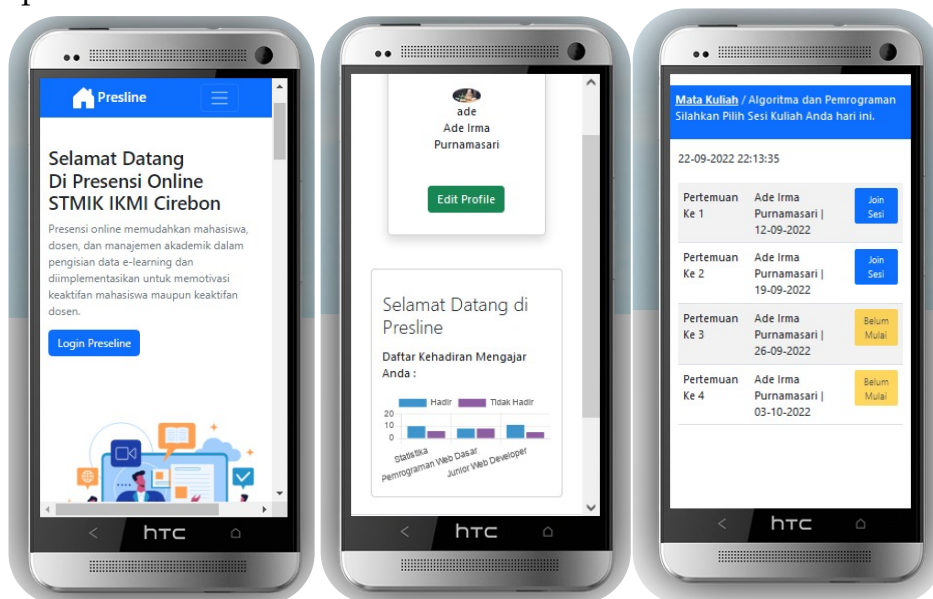 Presline
Selamat Datang
Di Presensi Online
STMIK IKMI Cirebon
Presensi online memudahkan mahasiswa,
dosen, dan manajemen akademik dalam
pengisian data e-learning dan
diimplementasikan untuk memotivasi
keaktifan mahasiswa maupun keaktifan
dosen.
Login Preseline
hTC
ade
Ade Irma
Purnamasari
Edit Profile
Selamat Datang di
Presline
Daftar Kehadiran Mengajar
Anda :
Hadir Tidak Hadir
20
10
0
Statistika
Pemrograman Web Dasar
Junior Web Developer
hTC
Mata Kuliah / Algoritma dan Pemrograman
Silahkan Pilih Sesi Kuliah Anda hari ini.
22-09-2022 22:13:35
Pertemuan Ade Irma Join
Ke 1 Purnamasari | Sesi
12-09-2022
Pertemuan Ade Irma Join
Ke 2 Purnamasari | Sesi
19-09-2022
Pertemuan Ade Irma Belum
Ke 3 Purnamasari | Mulai
26-09-2022
Pertemuan Ade Irma Belum
Ke 4 Purnamasari | Mulai
03-10-2022
hTC